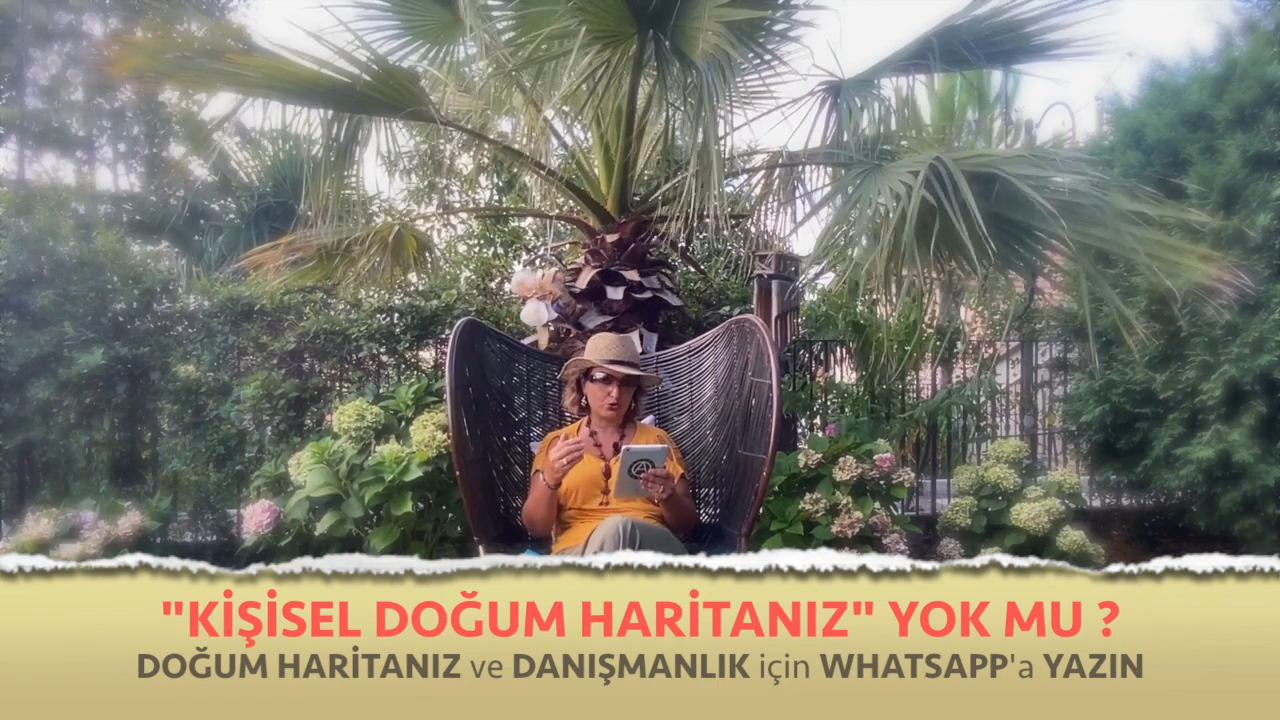 "KİŞİSEL DOĞUM HARİTANIZ" YOK MU ?
DOĞUM HARİTANIZ ve DANIŞMANLIK için WHATSAPP'a YAZIN